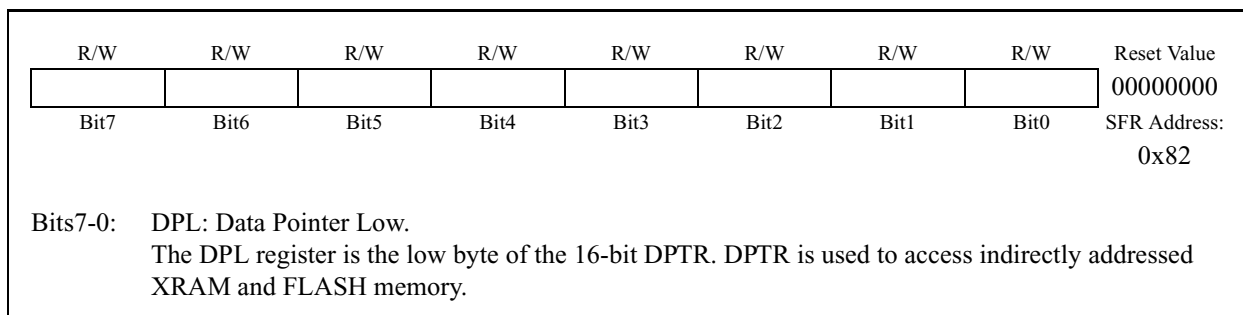 R/W R/W R/W R/W R/W R/W R/W R/W Reset Value
00000000
Bit7 Bit6 Bit5 Bit4 Bit3 Bit2 Bit1 Bit0 SFR Address:
0x82
Bits7-0: DPL: Data Pointer Low.
The DPL register is the low byte of the 16-bit DPTR. DPTR is used to access indirectly addressed
XRAM and FLASH memory.